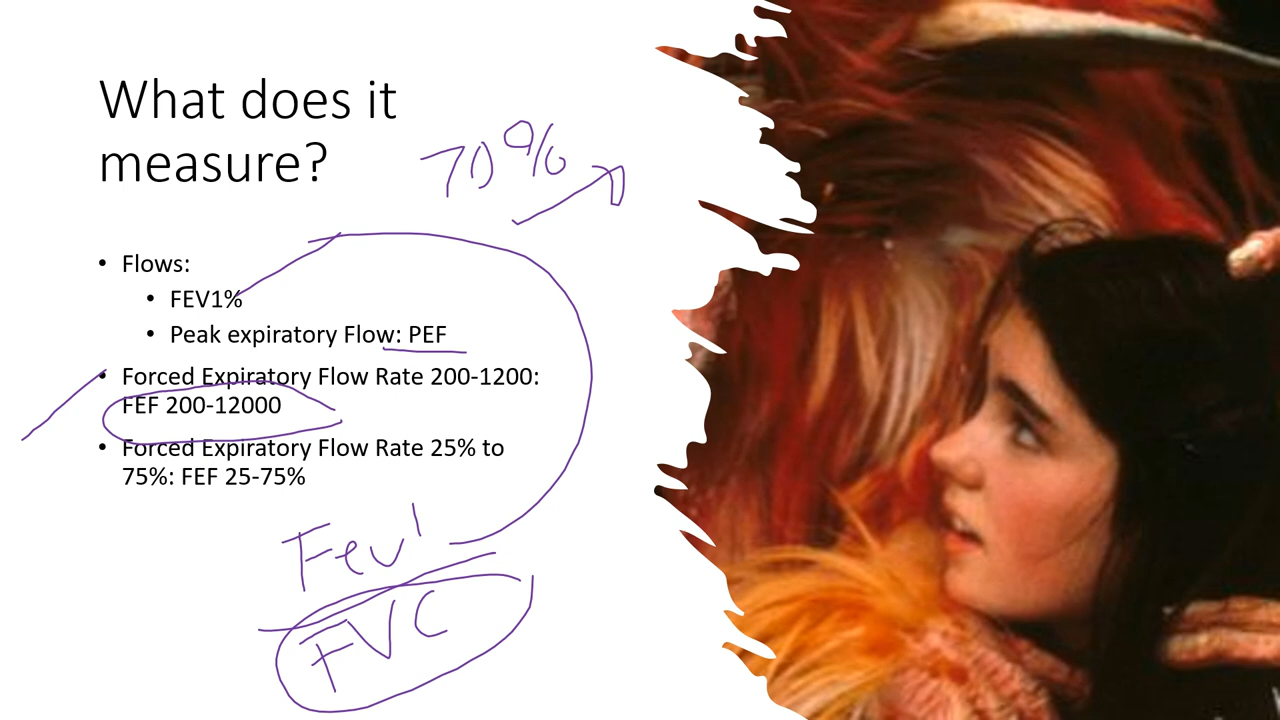 What does it
measure?
70%
• Flows:
• FEV1%
• Peak expiratory Flow: PEF
• Forced Expiratory Flow Rate 200-1200:
FEF 200-12000
• Forced Expiratory Flow Rate 25% to
75%: FEF 25-75%
Fev1
FVC